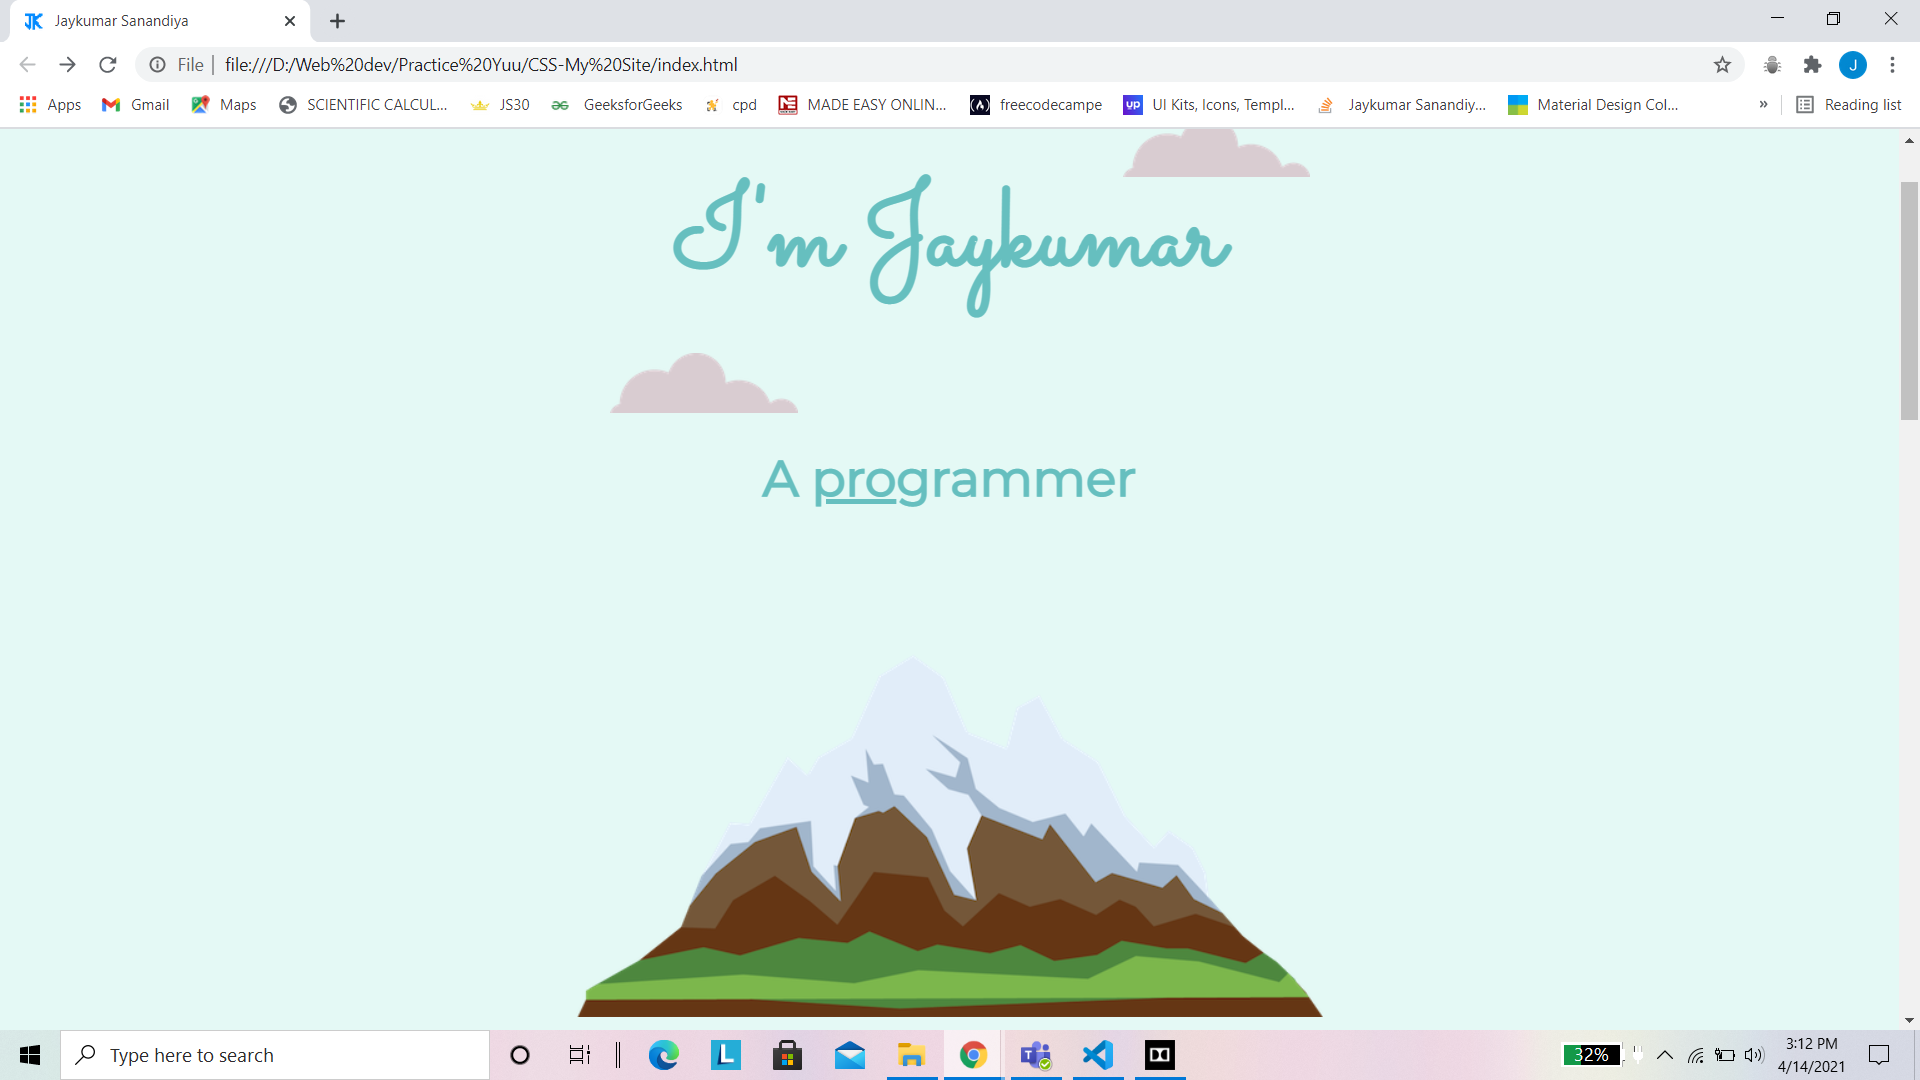 JK Jaykumar Sanandiya
File | file:///D:/Web%20dev/Practice%20Yuu/CSS-My%20Site/index.html
J
Apps Gmail Maps SCIENTIFIC CALCUL... JS30 GeeksforGeeks cpd MADE EASY ONLIN... freecodecampe UI Kits, Icons, Templ... Jaykumar Sanandiy... Material Design Col... » Reading list
I'm Jaykumar
A programmer
Type here to search
32%
3:12 PM
4/14/2021